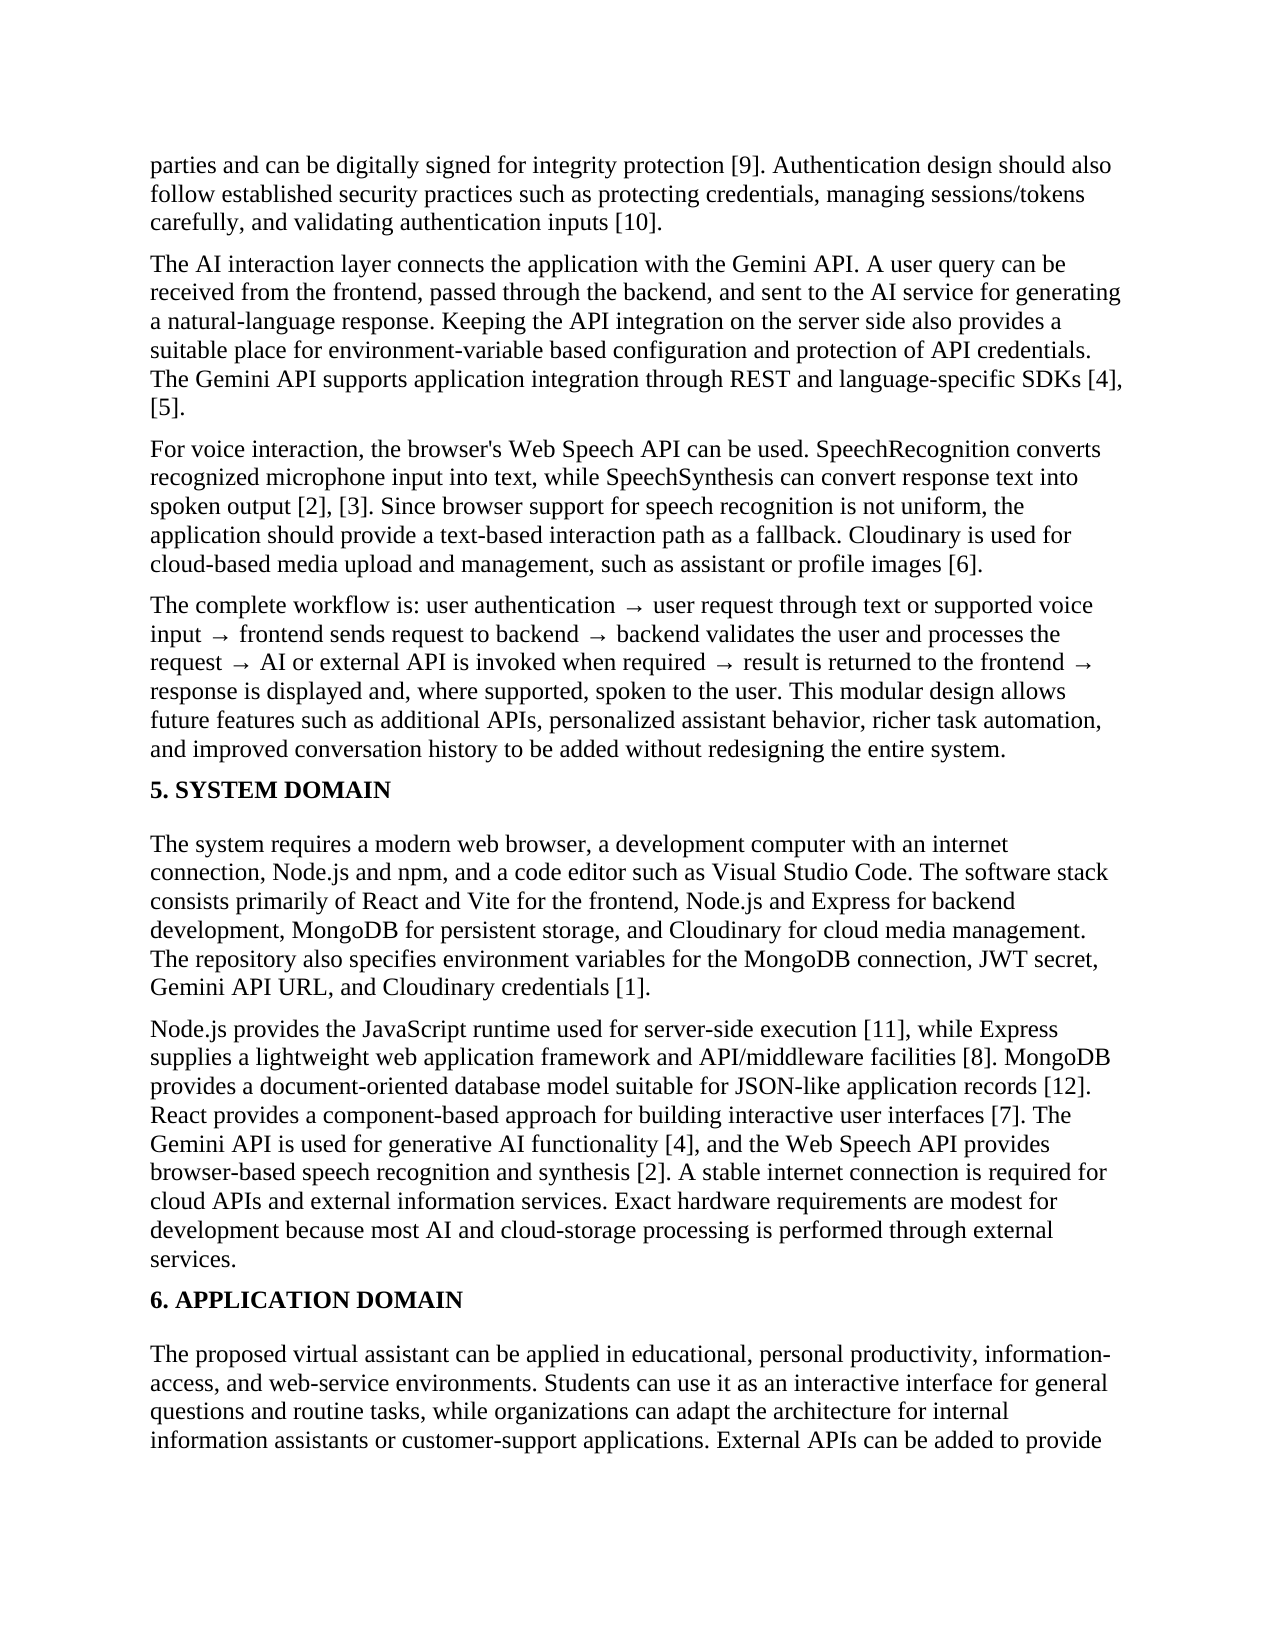 parties and can be digitally signed for integrity protection [9]. Authentication design should also
follow established security practices such as protecting credentials, managing sessions/tokens
carefully, and validating authentication inputs [10].
The AI interaction layer connects the application with the Gemini API. A user query can be
received from the frontend, passed through the backend, and sent to the AI service for generating
a natural-language response. Keeping the API integration on the server side also provides a
suitable place for environment-variable based configuration and protection of API credentials.
The Gemini API supports application integration through REST and language-specific SDKs [4],
[5].
For voice interaction, the browser's Web Speech API can be used. SpeechRecognition converts
recognized microphone input into text, while SpeechSynthesis can convert response text into
spoken output [2], [3]. Since browser support for speech recognition is not uniform, the
application should provide a text-based interaction path as a fallback. Cloudinary is used for
cloud-based media upload and management, such as assistant or profile images [6].
The complete workflow is: user authentication → user request through text or supported voice
input → frontend sends request to backend → backend validates the user and processes the
request → AI or external API is invoked when required → result is returned to the frontend →
response is displayed and, where supported, spoken to the user. This modular design allows
future features such as additional APIs, personalized assistant behavior, richer task automation,
and improved conversation history to be added without redesigning the entire system.
5. SYSTEM DOMAIN
The system requires a modern web browser, a development computer with an internet
connection, Node.js and npm, and a code editor such as Visual Studio Code. The software stack
consists primarily of React and Vite for the frontend, Node.js and Express for backend
development, MongoDB for persistent storage, and Cloudinary for cloud media management.
The repository also specifies environment variables for the MongoDB connection, JWT secret,
Gemini API URL, and Cloudinary credentials [1].
Node.js provides the JavaScript runtime used for server-side execution [11], while Express
supplies a lightweight web application framework and API/middleware facilities [8]. MongoDB
provides a document-oriented database model suitable for JSON-like application records [12].
React provides a component-based approach for building interactive user interfaces [7]. The
Gemini API is used for generative AI functionality [4], and the Web Speech API provides
browser-based speech recognition and synthesis [2]. A stable internet connection is required for
cloud APIs and external information services. Exact hardware requirements are modest for
development because most AI and cloud-storage processing is performed through external
services.
6. APPLICATION DOMAIN
The proposed virtual assistant can be applied in educational, personal productivity, information-
access, and web-service environments. Students can use it as an interactive interface for general
questions and routine tasks, while organizations can adapt the architecture for internal
information assistants or customer-support applications. External APIs can be added to provide